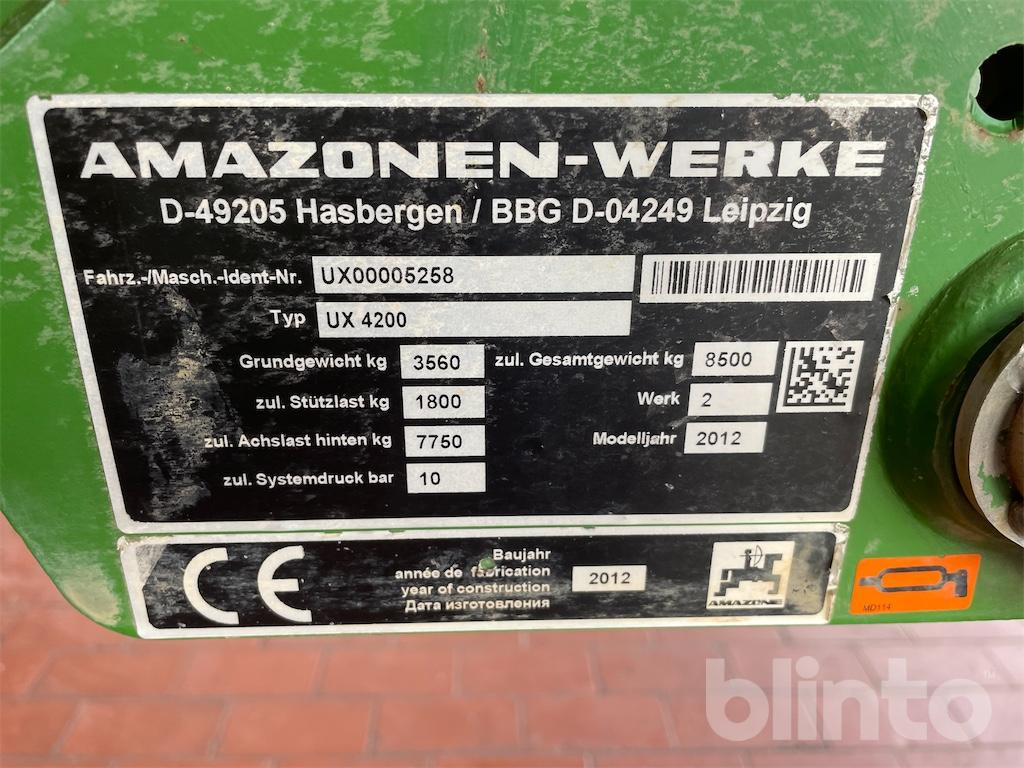 AMAZONEN-WERKE
D-49205 Hasbergen / BBG D-04249 Leipzig
Fahrz.-/Masch.-Ident-Nr. UX00005258
Typ UX 4200
Grundgewicht kg 3560 zul. Gesamtgewicht kg 8500
zul. Stützlast kg 1800 Werk 2
zul. Achslast hinten kg 7750 Modelljahr 2012
zul. Systemdruck bar 10
CE
Baujahr
année de fabrication
year of construction 2012
Дата изготовления
AMAZONE
MD114
blinto™